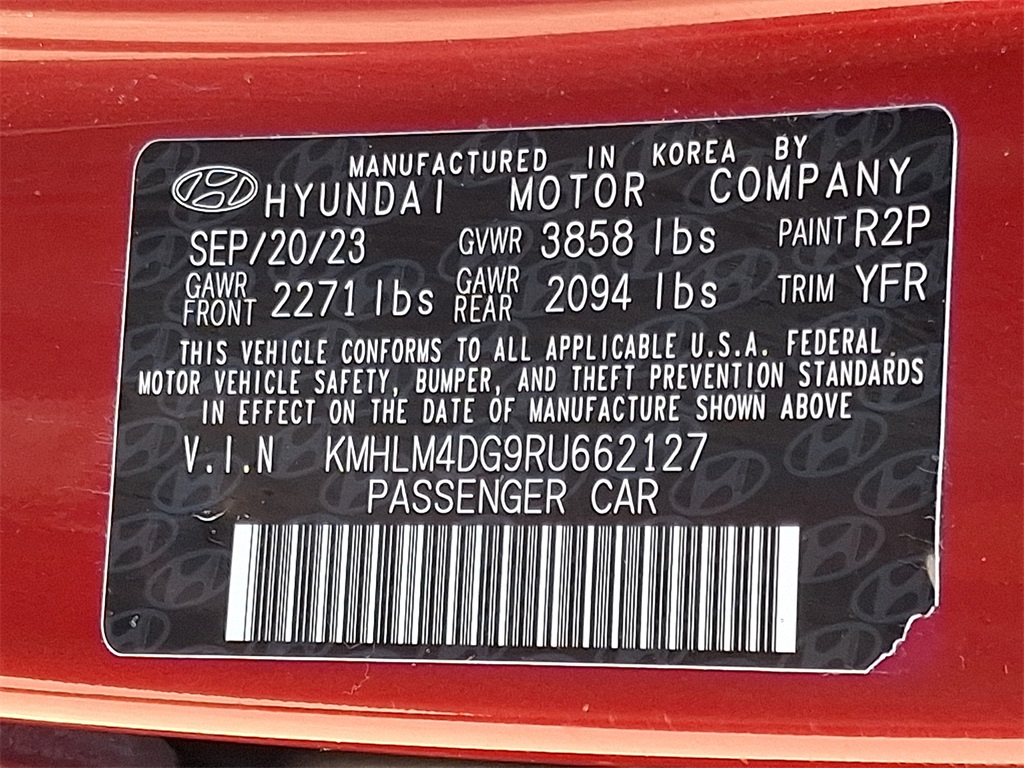 MANUFACTURED IN KOREA BY
HYUNDAI MOTOR COMPANY
SEP/20/23 GVWR 3858 lbs PAINT R2P
GAWR FRONT 2271 lbs GAWR REAR 2094 lbs TRIM YFR
THIS VEHICLE CONFORMS TO ALL APPLICABLE U.S.A. FEDERAL
MOTOR VEHICLE SAFETY, BUMPER, AND THEFT PREVENTION STANDARDS
IN EFFECT ON THE DATE OF MANUFACTURE SHOWN ABOVE
V.I.N KMHLM4DG9RU662127
PASSENGER CAR